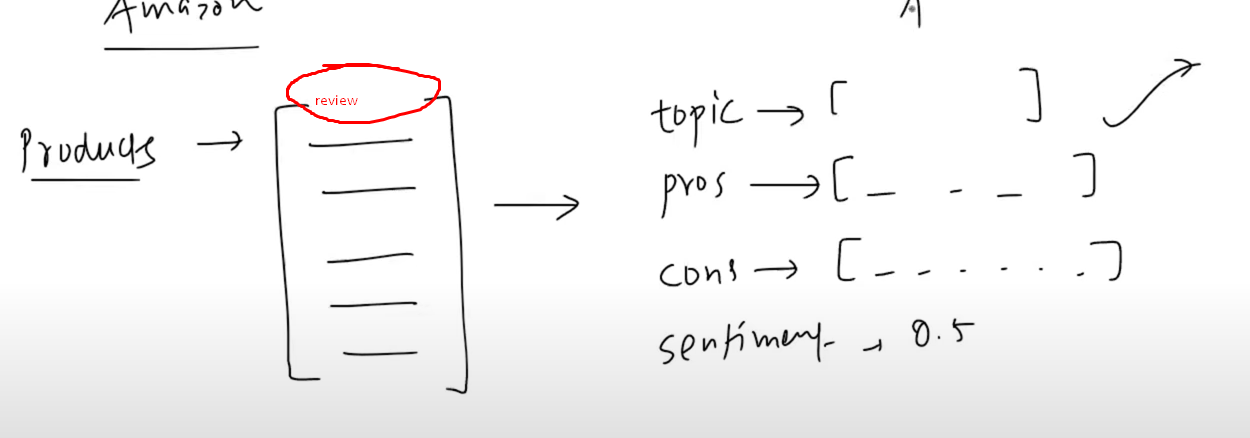 Amazon
review
Products →
topic → [ ]
pros → [ _ - _ ]
cons → [ _ - . . . . ]
sentiment → 0.5